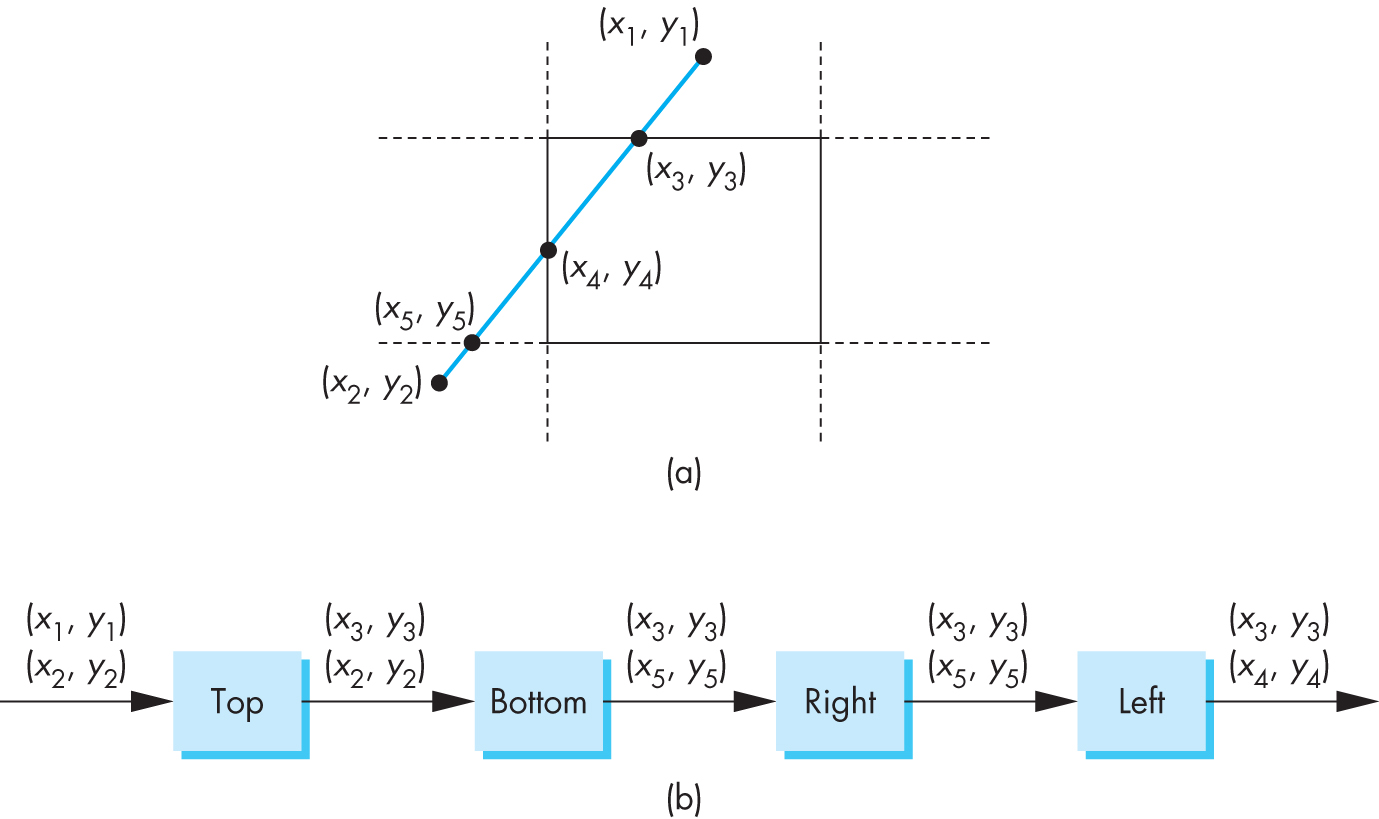 (x₁, y₁)
(x₃, y₃)
(x₄, y₄)
(x₅, y₅)
(x₂, y₂)
(a)
(x₁, y₁) (x₃, y₃) (x₃, y₃) (x₃, y₃) (x₃, y₃)
(x₂, y₂) (x₂, y₂) (x₅, y₅) (x₅, y₅) (x₄, y₄)
Top Bottom Right Left
(b)